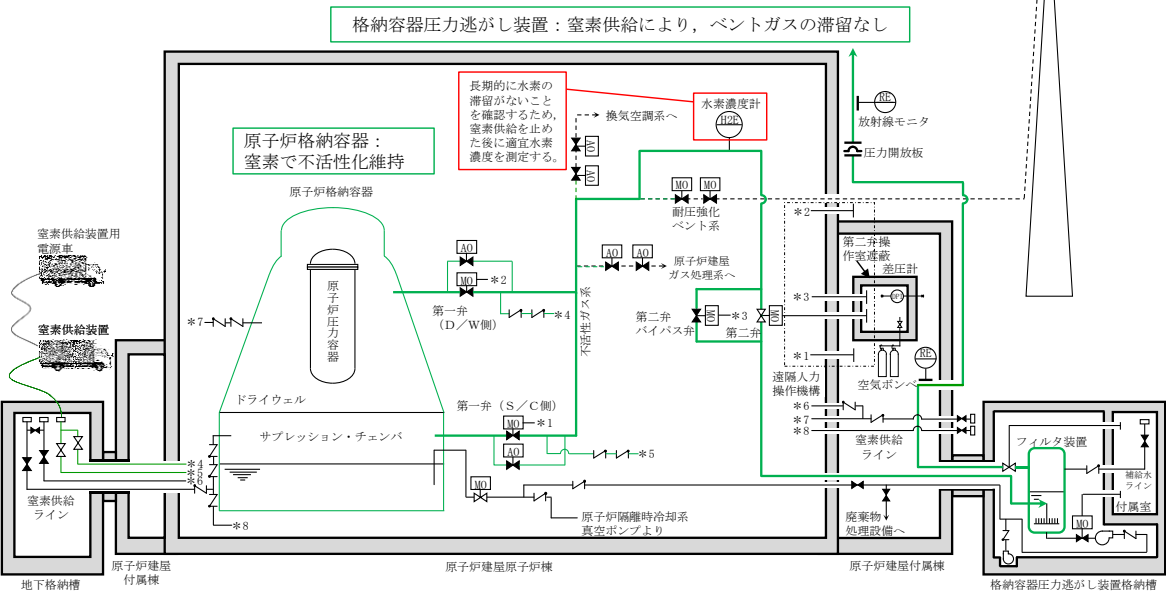 格納容器圧力逃がし装置：窒素供給により，ベントガスの滞留なし
長期的に水素の
滞留がないこと
を確認するため，
窒素供給を止め
た後に適宜水素
濃度を測定する。
水素濃度計
H2E
換気空調系へ
AO
AO
RE
放射線モニタ
圧力開放板
原子炉格納容器：
窒素で不活性化維持
原子炉格納容器
原子炉圧力容器
MO
MO
耐圧強化
ベント系
＊2
窒素供給装置用
電源車
窒素供給装置
AO
MO
＊2
第一弁
（D／W側）
＊4
AO
AO
原子炉建屋
ガス処理系へ
不活性ガス系
第二弁操
作室遮蔽
差圧計
DPI
＊3
＊7
第二弁
バイパス弁
MO
＊3
第二弁
MO
＊1
遠隔人力
操作機構
空気ボンベ
RE
ドライウェル
サプレッション・チェンバ
第一弁（S／C側）
MO
＊1
AO
＊5
＊6
＊7
＊8
窒素供給
ライン
＊4
＊5
＊6
＊8
窒素供給
ライン
MO
原子炉隔離時冷却系
真空ポンプより
廃棄物
処理設備へ
フィルタ装置
補給水
ライン
付属室
MO
地下格納槽
原子炉建屋
付属棟
原子炉建屋原子炉棟
原子炉建屋付属棟
格納容器圧力逃がし装置格納槽